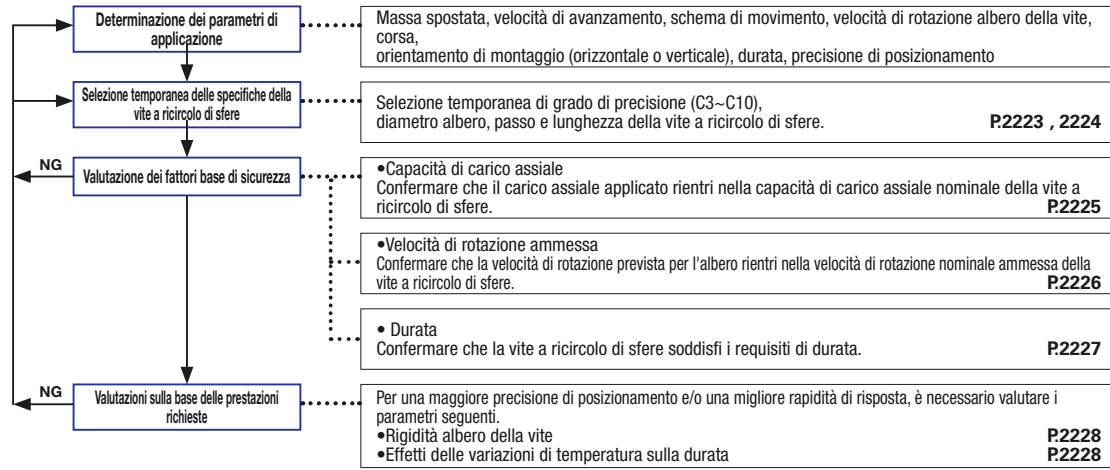 Determinazione dei parametri di
applicazione
Massa spostata, velocità di avanzamento, schema di movimento, velocità di rotazione albero della vite,
corsa,
orientamento di montaggio (orizzontale o verticale), durata, precisione di posizionamento
Selezione temporanea delle specifiche della
vite a ricircolo di sfere
Selezione temporanea di grado di precisione (C3~C10),
diametro albero, passo e lunghezza della vite a ricircolo di sfere. P.2223 , 2224
NG
Valutazione dei fattori base di sicurezza
•Capacità di carico assiale
Confermare che il carico assiale applicato rientri nella capacità di carico assiale nominale della vite a
ricircolo di sfere. P.2225
•Velocità di rotazione ammessa
Confermare che la velocità di rotazione prevista per l'albero rientri nella velocità di rotazione nominale ammessa della
vite a ricircolo di sfere. P.2226
• Durata
Confermare che la vite a ricircolo di sfere soddisfi i requisiti di durata. P.2227
NG
Valutazioni sulla base delle prestazioni
richieste
Per una maggiore precisione di posizionamento e/o una migliore rapidità di risposta, è necessario valutare i
parametri seguenti.
•Rigidità albero della vite P.2228
•Effetti delle variazioni di temperatura sulla durata P.2228